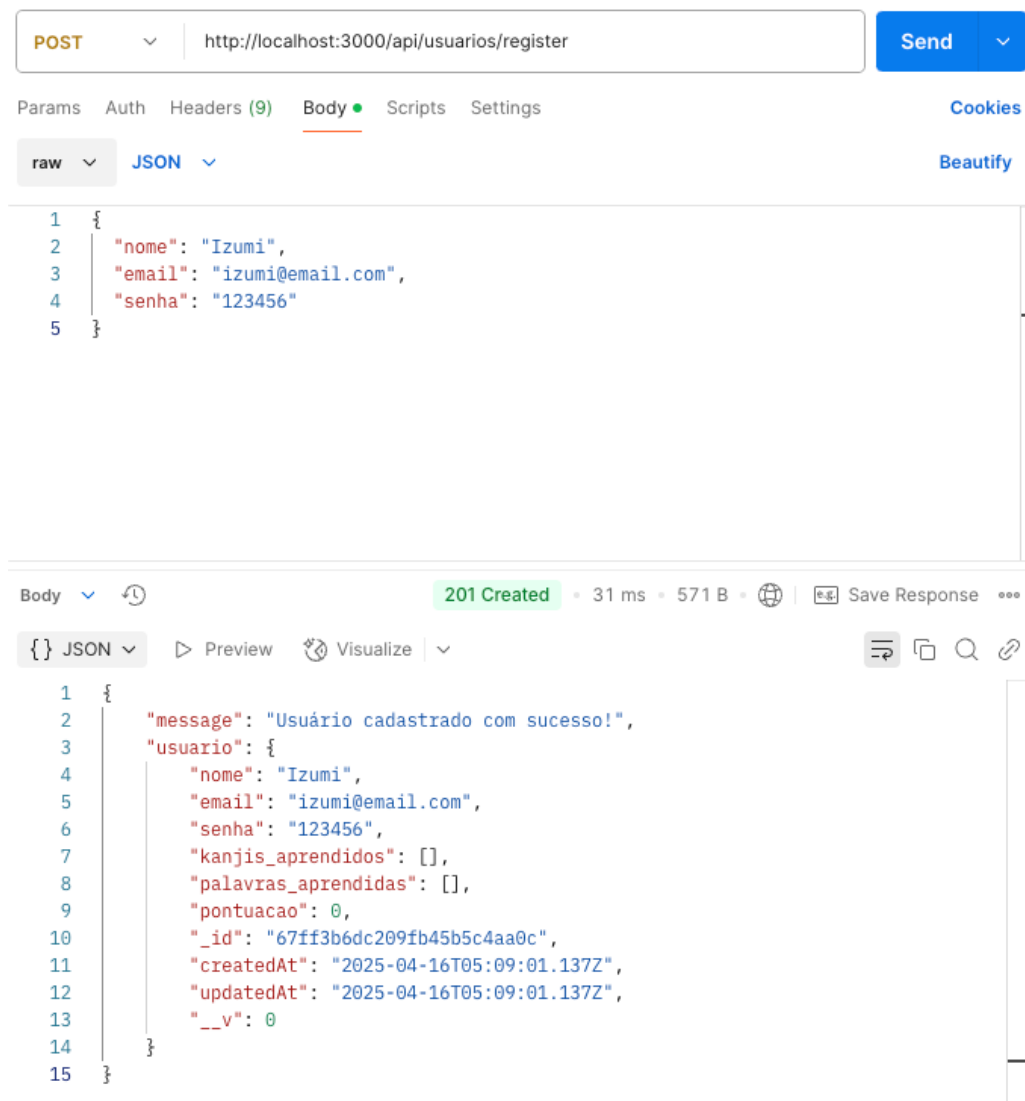 POST http://localhost:3000/api/usuarios/register Send
Params Auth Headers (9) Body Scripts Settings Cookies
raw JSON Beautify
1 {
2 "nome": "Izumi",
3 "email": "izumi@email.com",
4 "senha": "123456"
5 }
Body 201 Created 31 ms 571 B e.g. Save Response
{} JSON Preview Visualize
1 {
2 "message": "Usuário cadastrado com sucesso!",
3 "usuario": {
4 "nome": "Izumi",
5 "email": "izumi@email.com",
6 "senha": "123456",
7 "kanjis_aprendidos": [],
8 "palavras_aprendidas": [],
9 "pontuacao": 0,
10 "_id": "67ff3b6dc209fb45b5c4aa0c",
11 "createdAt": "2025-04-16T05:09:01.137Z",
12 "updatedAt": "2025-04-16T05:09:01.137Z",
13 "__v": 0
14 }
15 }